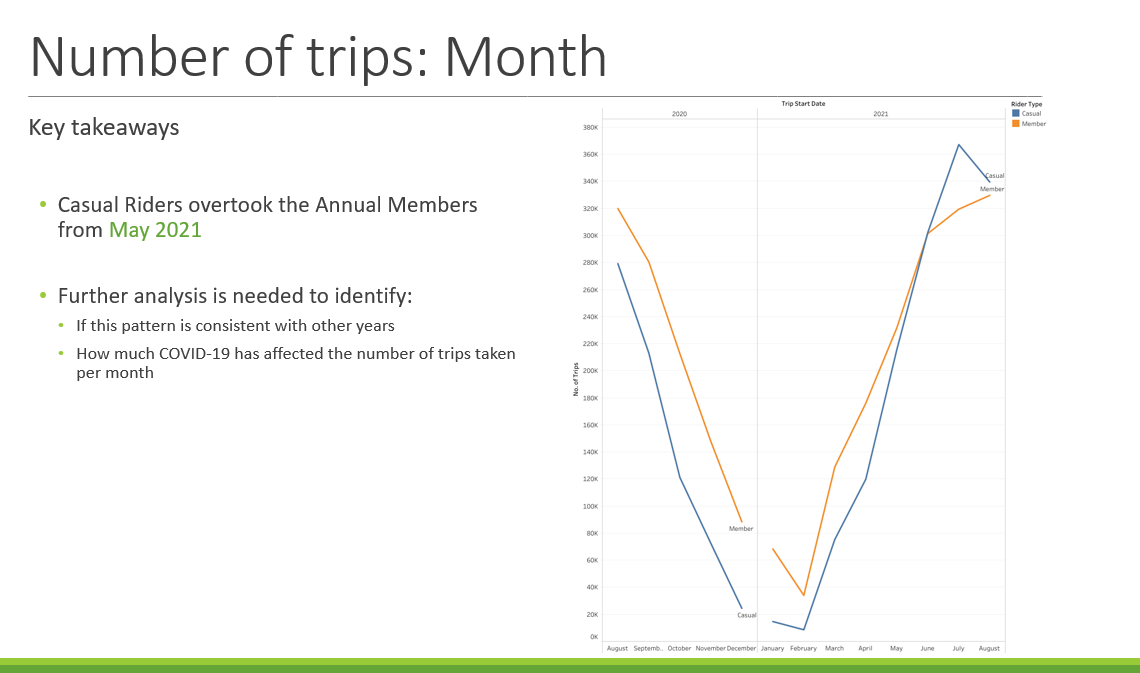 Number of trips: Month
Key takeaways
• Casual Riders overtook the Annual Members
from May 2021
• Further analysis is needed to identify:
• If this pattern is consistent with other years
• How much COVID-19 has affected the number of trips taken
per month
Trip Start Date
2020 2021
Rider Type
Casual
Member
No. of Trips
380K
360K
340K
320K
300K
280K
260K
240K
220K
200K
180K
160K
140K
120K
100K
80K
60K
40K
20K
0K
Casual
Member
Member
Casual
August Septemb.. October November December January February March April May June July August